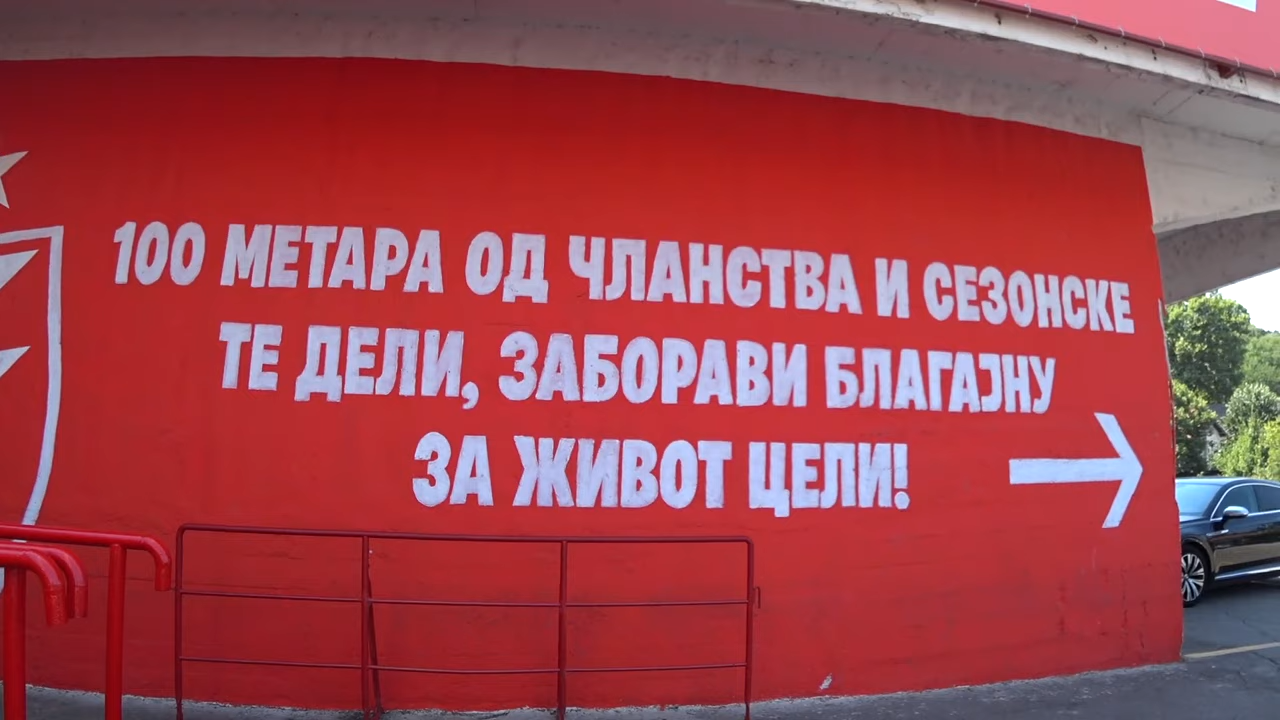 100 МЕТАРА ОД ЧЛАНСТВА И СЕЗОНСКЕ
ТЕ ДЕЛИ, ЗАБОРАВИ БЛАГАЈНУ
ЗА ЖИВОТ ЦЕЛИ!